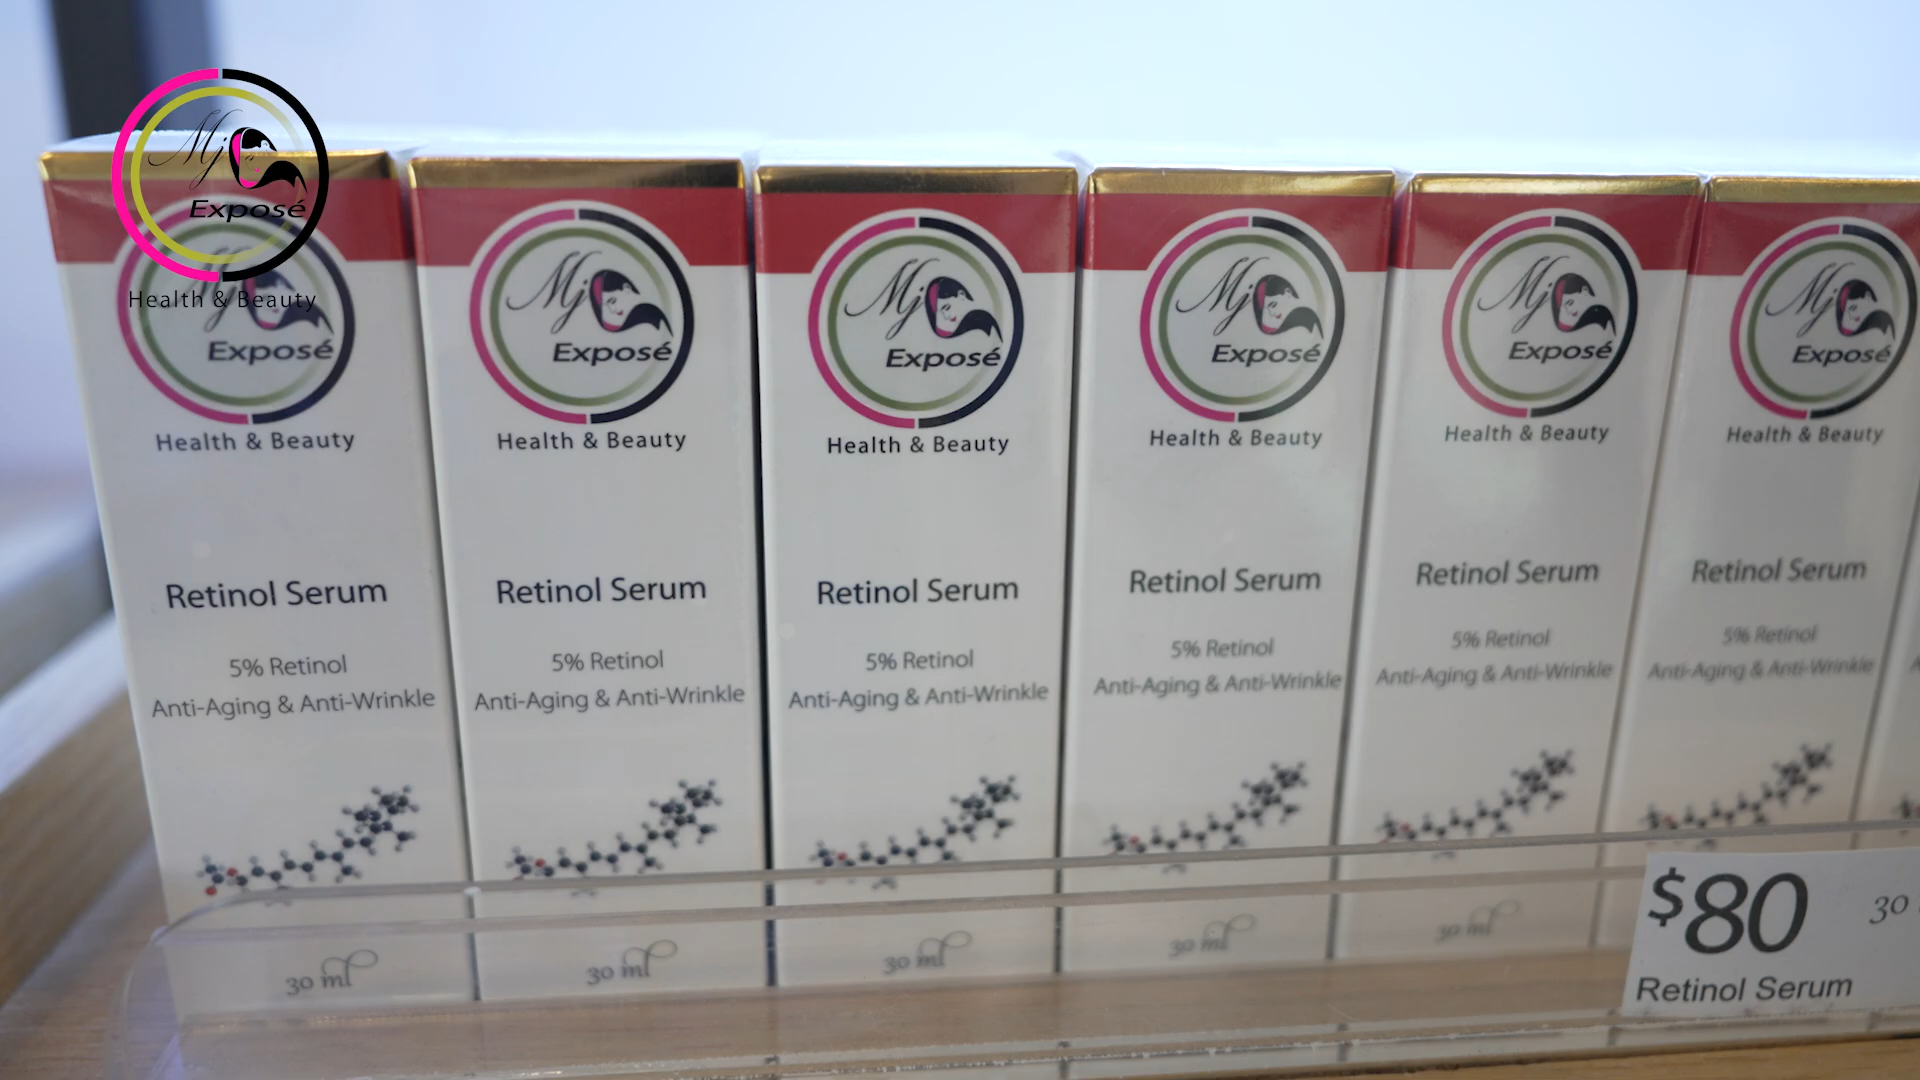 Mj
Exposé
Health & Beauty
Mj
Exposé
Health & Beauty
Retinol Serum
5% Retinol
Anti-Aging & Anti-Wrinkle
30 ml
Mj
Exposé
Health & Beauty
Retinol Serum
5% Retinol
Anti-Aging & Anti-Wrinkle
30 ml
Mj
Exposé
Health & Beauty
Retinol Serum
5% Retinol
Anti-Aging & Anti-Wrinkle
30 ml
Mj
Exposé
Health & Beauty
Retinol Serum
5% Retinol
Anti-Aging & Anti-Wrinkle
30 ml
Mj
Exposé
Health & Beauty
Retinol Serum
5% Retinol
Anti-Aging & Anti-Wrinkle
30 ml
Mj
Exposé
Health & Beauty
Retinol Serum
5% Retinol
Anti-Aging & Anti-Wrinkle
$80 30
Retinol Serum